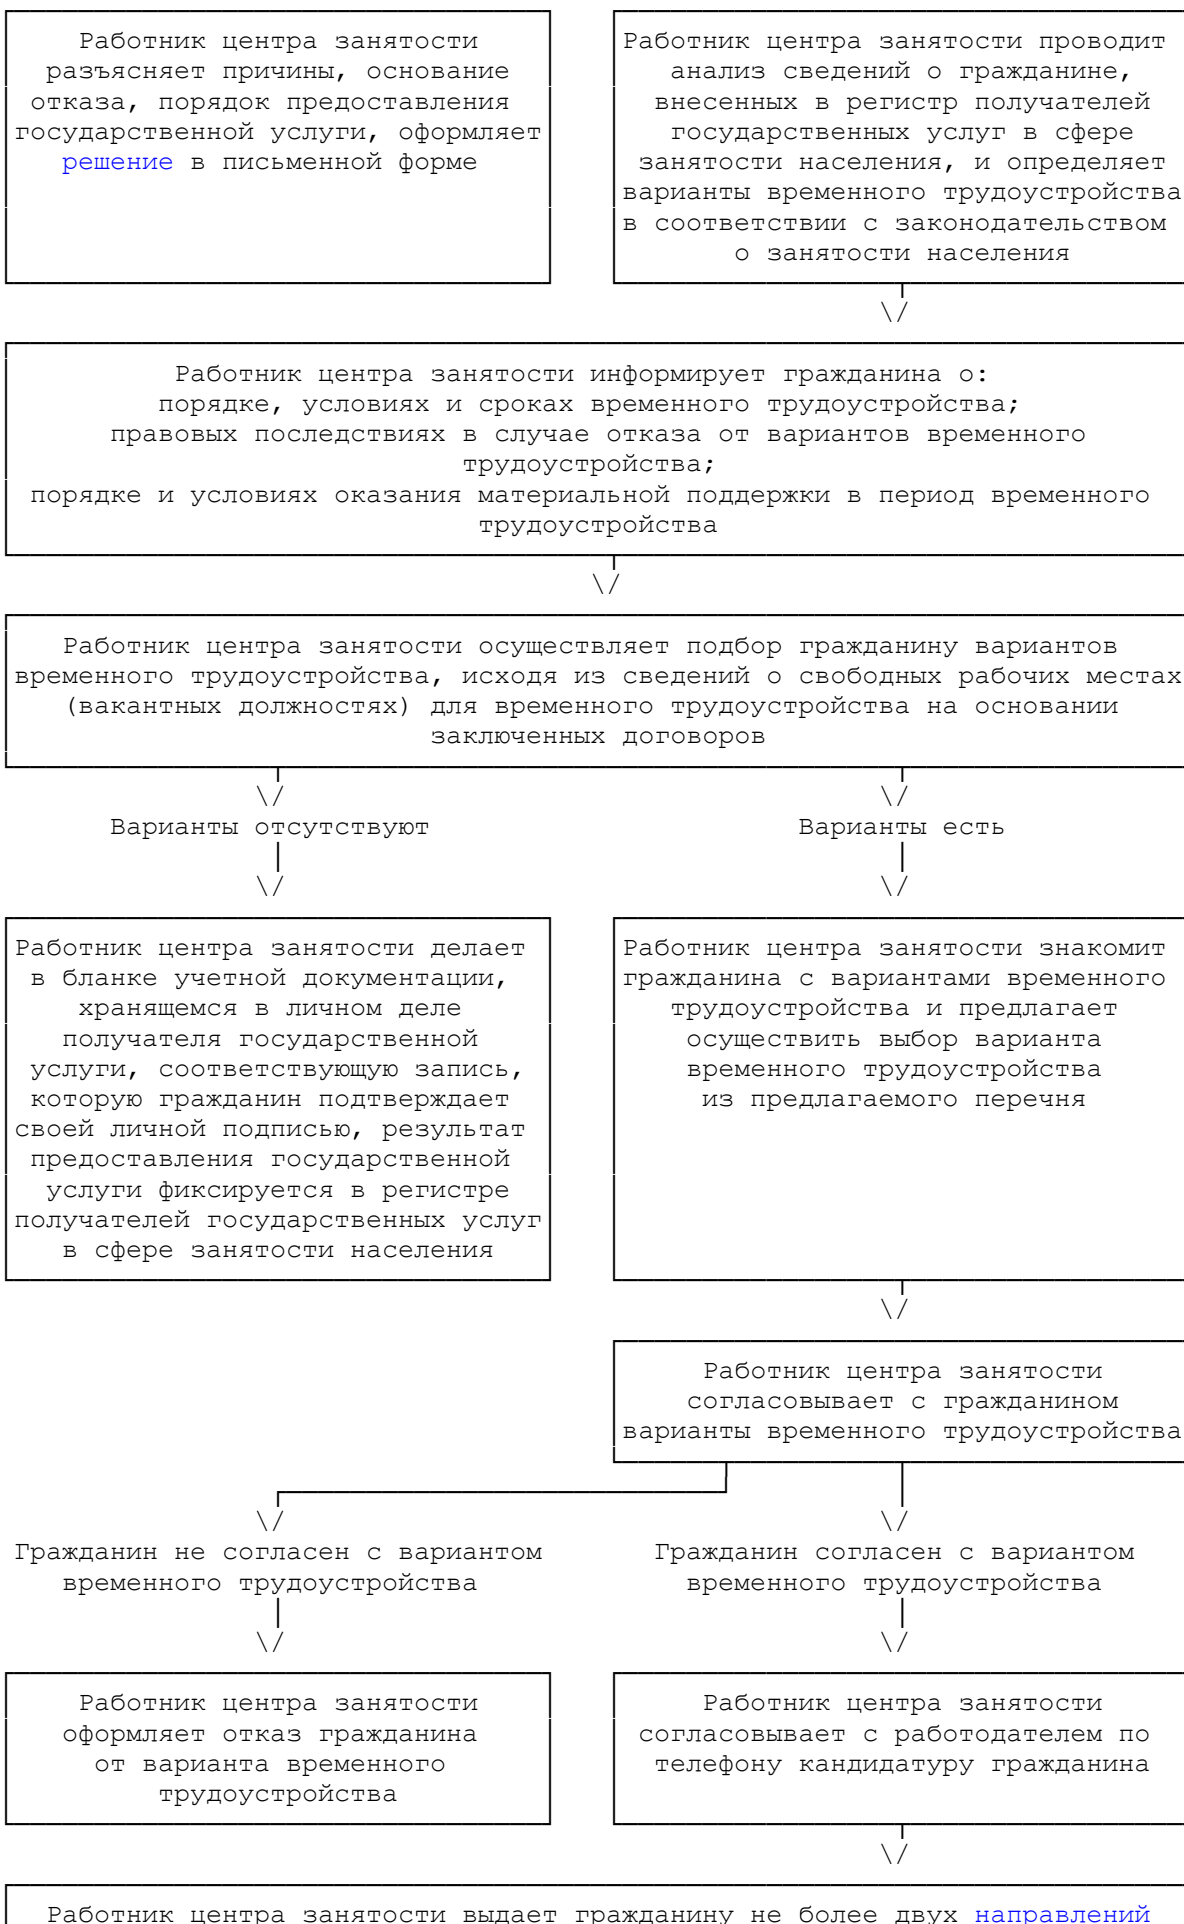 Работник центра занятости
разъясняет причины, основание
отказа, порядок предоставления
государственной услуги, оформляет
решение в письменной форме
Работник центра занятости проводит
анализ сведений о гражданине,
внесенных в регистр получателей
государственных услуг в сфере
занятости населения, и определяет
варианты временного трудоустройства
в соответствии с законодательством
о занятости населения
\/
Работник центра занятости информирует гражданина о:
порядке, условиях и сроках временного трудоустройства;
правовых последствиях в случае отказа от вариантов временного
трудоустройства;
порядке и условиях оказания материальной поддержки в период временного
трудоустройства
\/
Работник центра занятости осуществляет подбор гражданину вариантов
временного трудоустройства, исходя из сведений о свободных рабочих местах
(вакантных должностях) для временного трудоустройства на основании
заключенных договоров
\/ \/
Варианты отсутствуют Варианты есть
\/ \/
Работник центра занятости делает
в бланке учетной документации,
хранящемся в личном деле
получателя государственной
услуги, соответствующую запись,
которую гражданин подтверждает
своей личной подписью, результат
предоставления государственной
услуги фиксируется в регистре
получателей государственных услуг
в сфере занятости населения
Работник центра занятости знакомит
гражданина с вариантами временного
трудоустройства и предлагает
осуществить выбор варианта
временного трудоустройства
из предлагаемого перечня
\/
Работник центра занятости
согласовывает с гражданином
варианты временного трудоустройства
\/ \/
Гражданин не согласен с вариантом
временного трудоустройства
Гражданин согласен с вариантом
временного трудоустройства
\/ \/
Работник центра занятости
оформляет отказ гражданина
от варианта временного
трудоустройства
Работник центра занятости
согласовывает с работодателем по
телефону кандидатуру гражданина
\/
Работник центра занятости выдает гражданину не более двух направлений